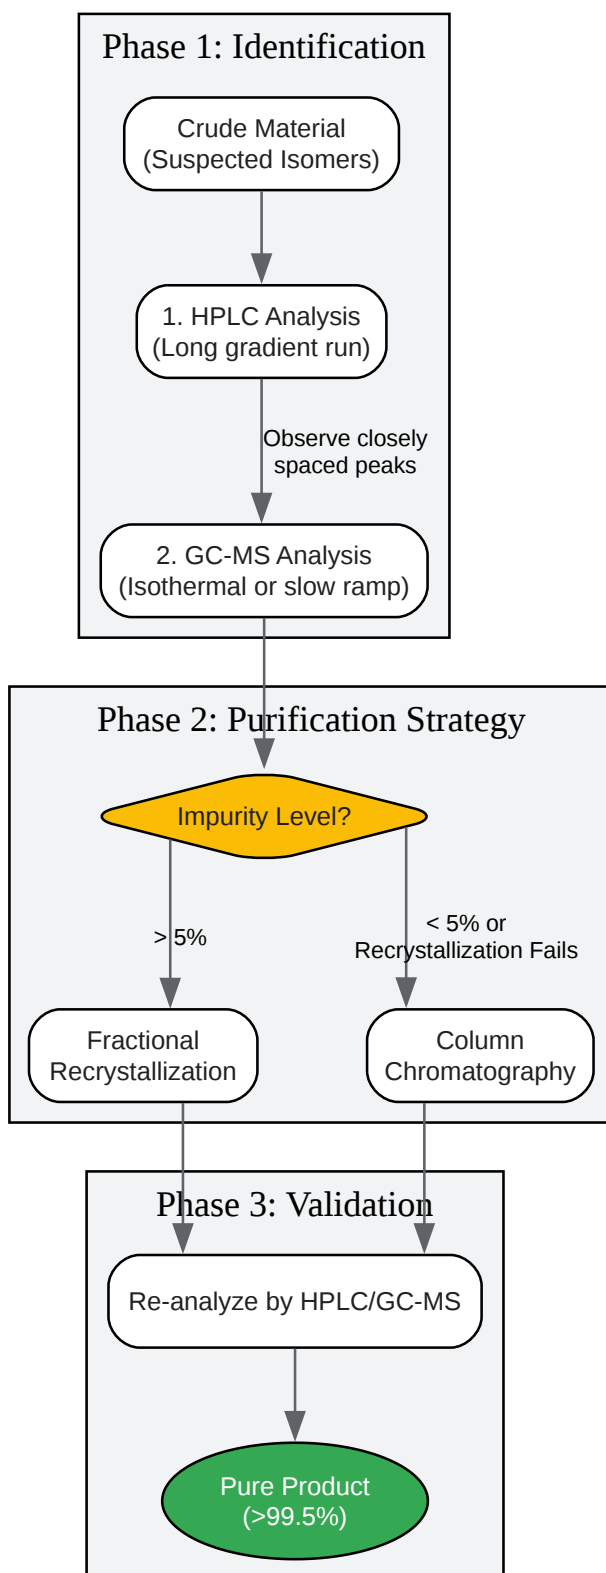 Phase 1: Identification
Crude Material
(Suspected Isomers)
1. HPLC Analysis
(Long gradient run)
Observe closely
spaced peaks
2. GC-MS Analysis
(Isothermal or slow ramp)
Phase 2: Purification Strategy
Impurity Level?
> 5%
< 5% or
Recrystallization Fails
Fractional
Recrystallization
Column
Chromatography
Phase 3: Validation
Re-analyze by HPLC/GC-MS
Pure Product
(>99.5%)